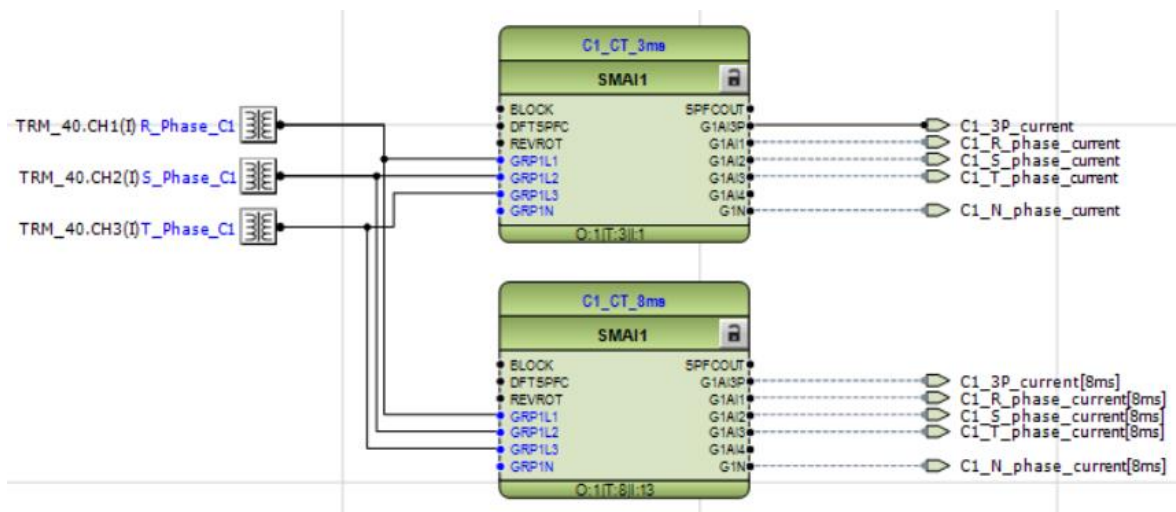 C1_CT_3ms
SMAI1
TRM_40.CH1(I) R_Phase_C1
TRM_40.CH2(I) S_Phase_C1
TRM_40.CH3(I)T_Phase_C1
BLOCK SPFCOUT
DFTSPFC G1AI3P C1_3P_current
REVROT G1AI1 C1_R_phase_current
GRP1L1 G1AI2 C1_S_phase_current
GRP1L2 G1AI3 C1_T_phase_current
GRP1L3 G1AI4
GRP1N G1N C1_N_phase_current
O:1|T:3|I:1
C1_CT_8ms
SMAI1
BLOCK SPFCOUT
DFTSPFC G1AI3P C1_3P_current[8ms]
REVROT G1AI1 C1_R_phase_current[8ms]
GRP1L1 G1AI2 C1_S_phase_current[8ms]
GRP1L2 G1AI3 C1_T_phase_current[8ms]
GRP1L3 G1AI4
GRP1N G1N C1_N_phase_current[8ms]
O:1|T:8|I:13